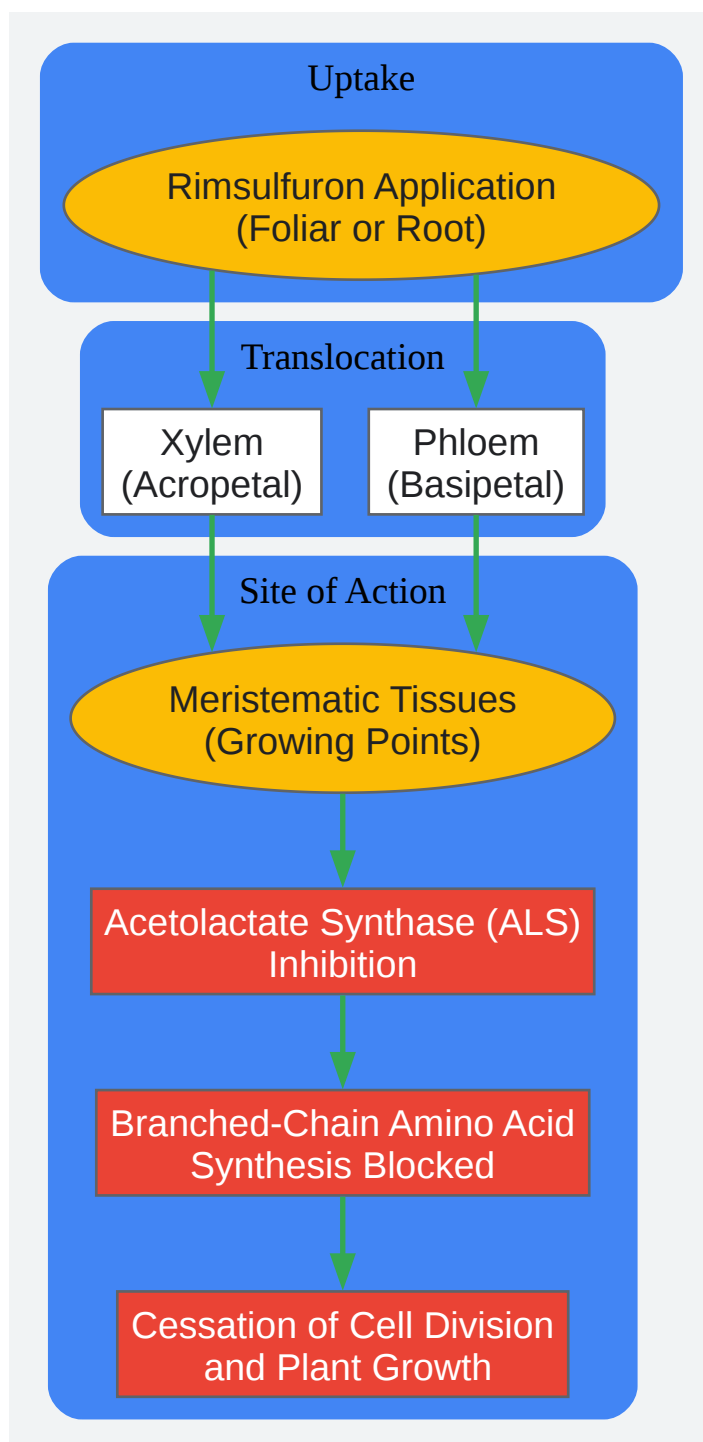 Uptake
Rimsulfuron Application
(Foliar or Root)
Translocation
Xylem
(Acropetal)
Phloem
(Basipetal)
Site of Action
Meristematic Tissues
(Growing Points)
Acetolactate Synthase (ALS)
Inhibition
Branched-Chain Amino Acid
Synthesis Blocked
Cessation of Cell Division
and Plant Growth